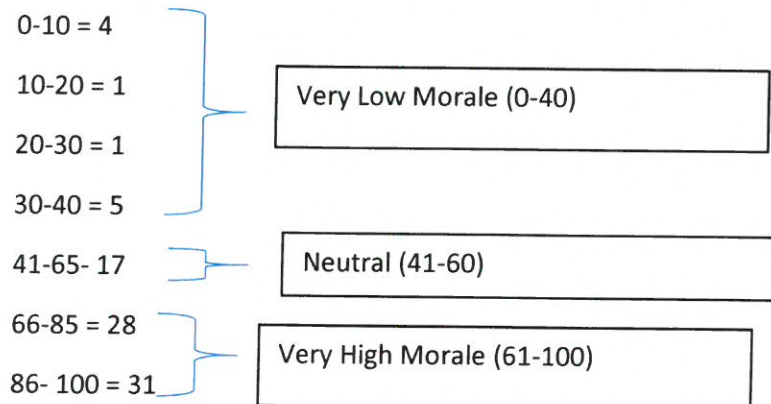 0-10 = 4
10-20 = 1
Very Low Morale (0-40)
20-30 = 1
30-40 = 5
41-65- 17
Neutral (41-60)
66-85 = 28
Very High Morale (61-100)
86- 100 = 31